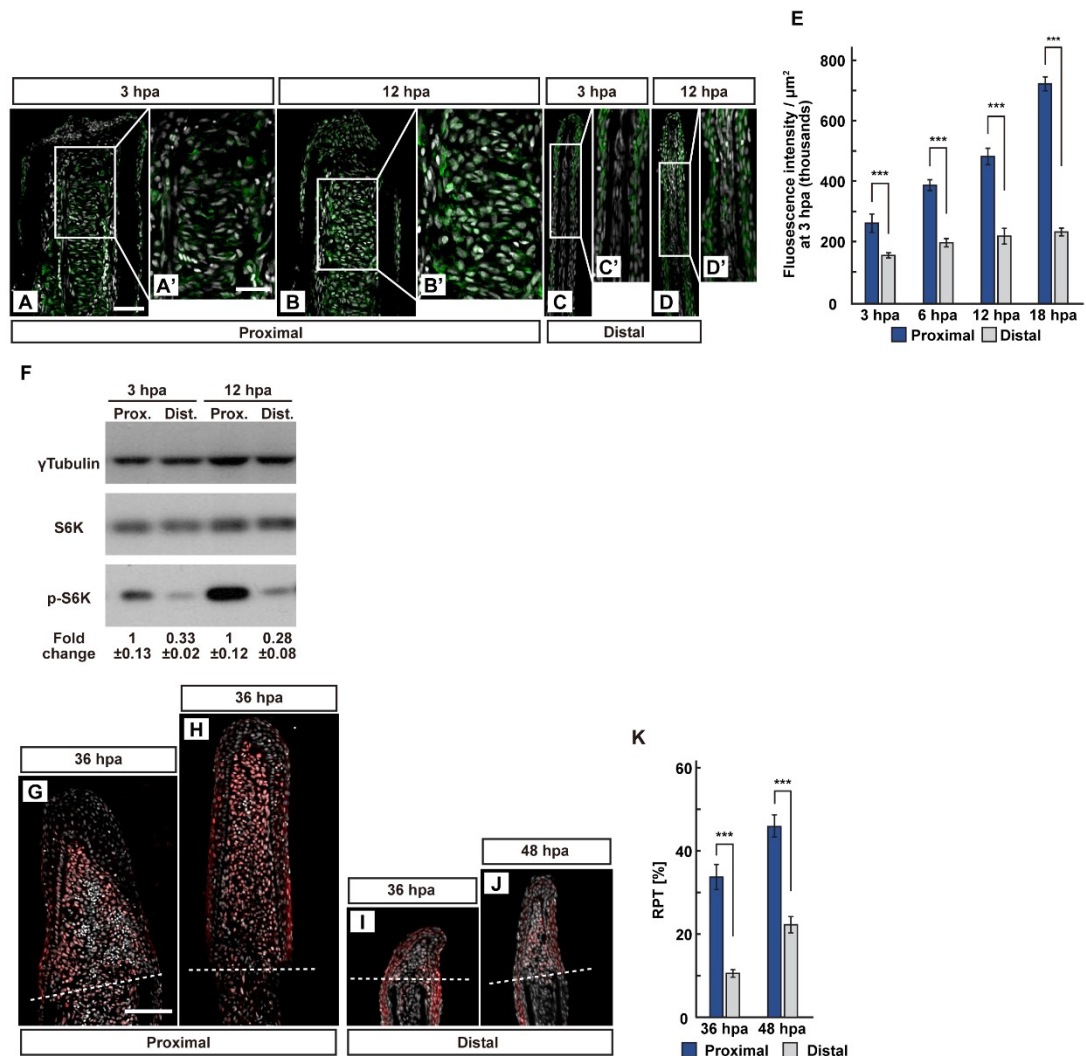 E
3 hpa
12 hpa
3 hpa
12 hpa
A
A'
B
B'
C
C'
D
D'
Proximal
Distal
Fluosescence intensity / µm²
at 3 hpa (thousands)
800
600
400
200
0
***
***
***
***
3 hpa
6 hpa
12 hpa
18 hpa
Proximal
Distal
F
3 hpa
12 hpa
Prox.
Dist.
Prox.
Dist.
γTubulin
S6K
p-S6K
Fold
change
1
±0.13
0.33
±0.02
1
±0.12
0.28
±0.08
36 hpa
G
36 hpa
H
36 hpa
I
48 hpa
J
Proximal
Distal
K
RPT [%]
60
40
20
0
***
***
36 hpa
48 hpa
Proximal
Distal